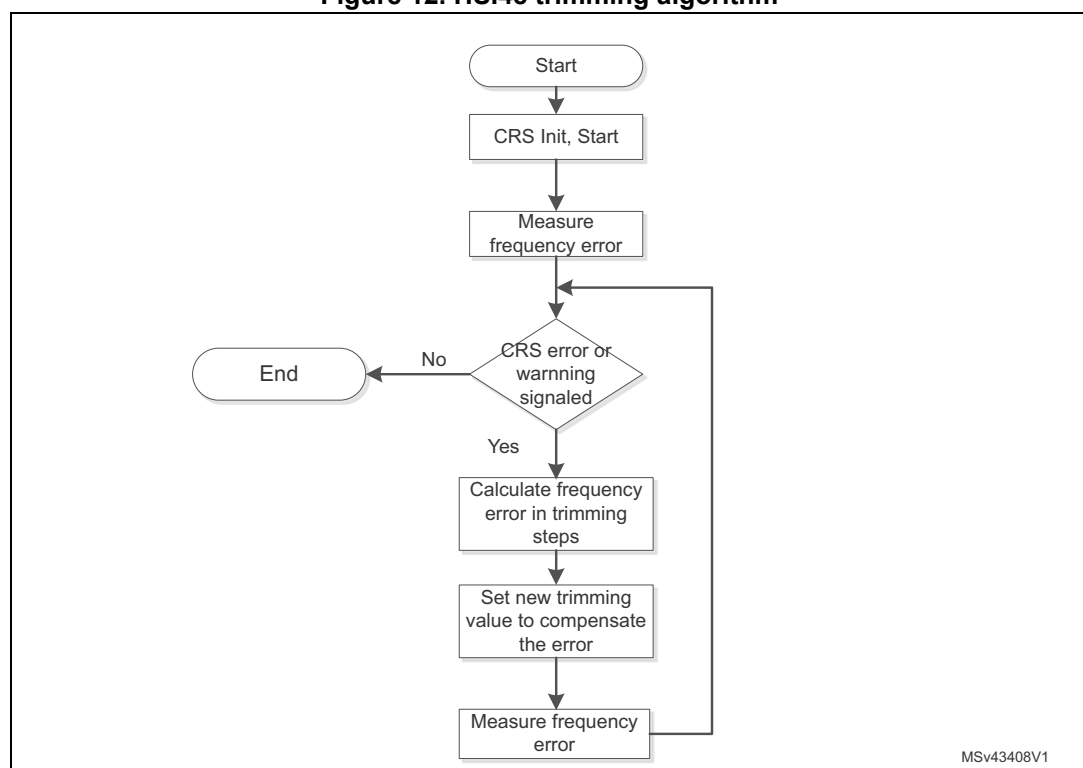 Figure 12. HSI48 trimming algorithm
Start
CRS Init, Start
Measure
frequency error
CRS error or
warnning
signaled
No
End
Yes
Calculate frequency
error in trimming
steps
Set new trimming
value to compensate
the error
Measure frequency
error
MSv43408V1